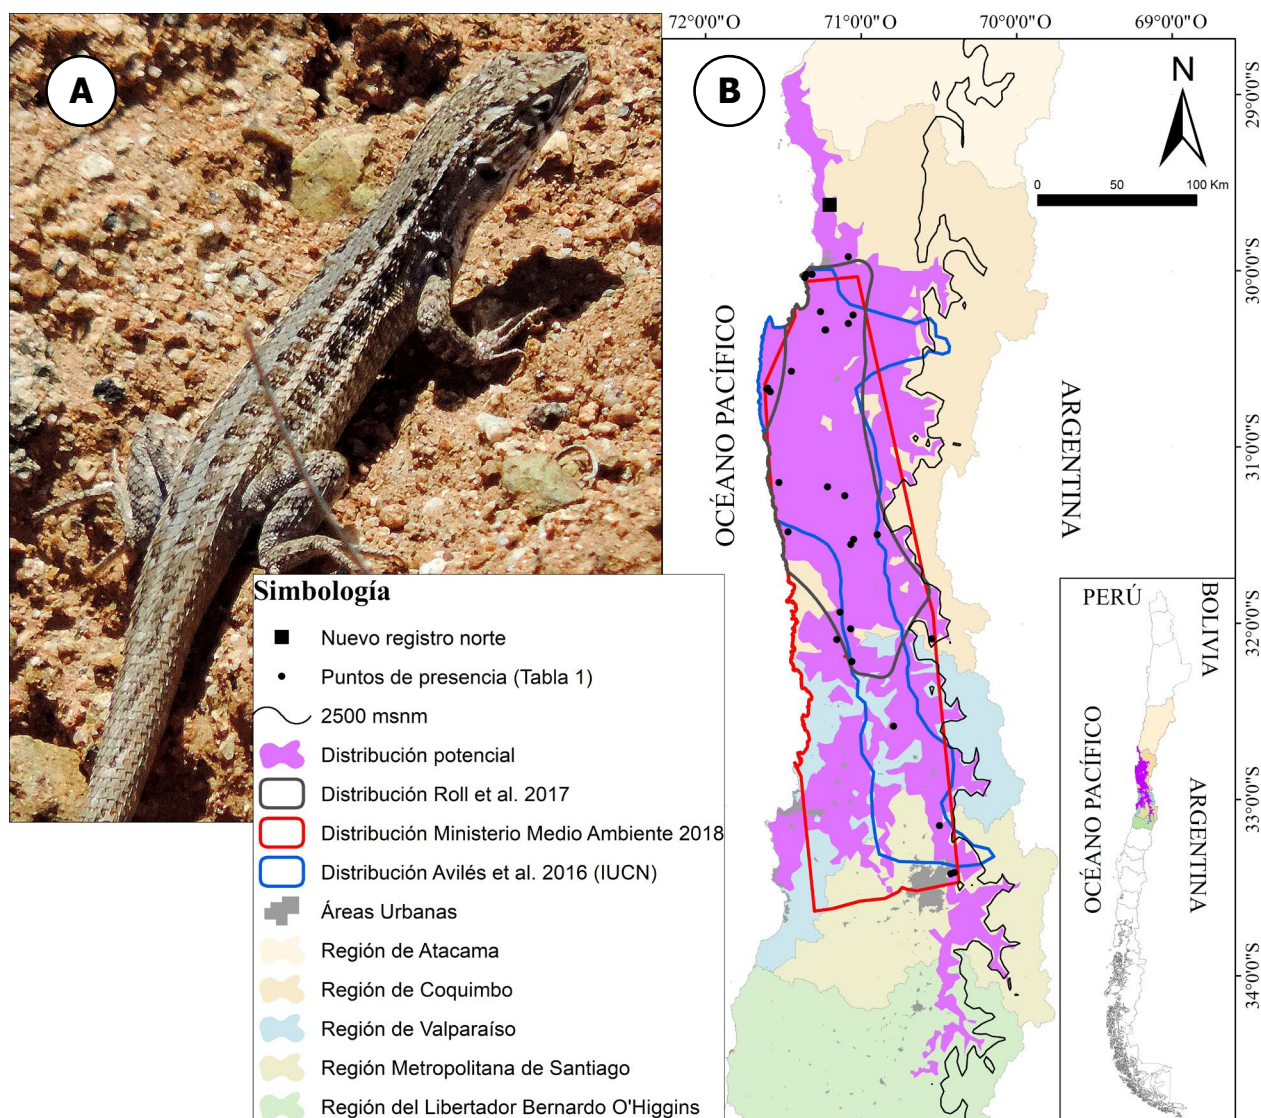 A
B
72°0'0"O
71°0'0"O
70°0'0"O
69°0'0"O
N
0 50 100 Km
29°0'0"S
30°0'0"S
31°0'0"S
32°0'0"S
33°0'0"S
34°0'0"S
OCÉANO PACÍFICO
ARGENTINA
Simbología
Nuevo registro norte
Puntos de presencia (Tabla 1)
2500 msnm
Distribución potencial
Distribución Roll et al. 2017
Distribución Ministerio Medio Ambiente 2018
Distribución Avilés et al. 2016 (IUCN)
Áreas Urbanas
Región de Atacama
Región de Coquimbo
Región de Valparaíso
Región Metropolitana de Santiago
Región del Libertador Bernardo O'Higgins
PERÚ
BOLIVIA
OCÉANO PACÍFICO
ARGENTINA